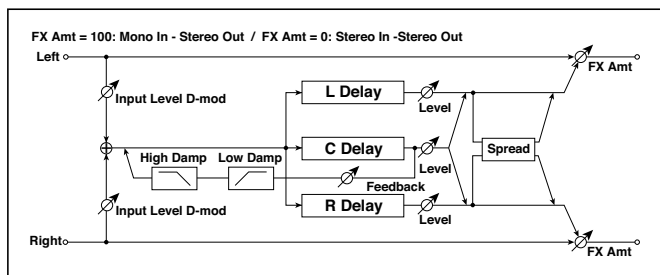 FX Amt = 100: Mono In - Stereo Out / FX Amt = 0: Stereo In -Stereo Out
Left
FX Amt
Input Level D-mod
L Delay
Level
High Damp
Low Damp
C Delay
Level
Spread
Feedback
Input Level D-mod
R Delay
Level
Right
FX Amt